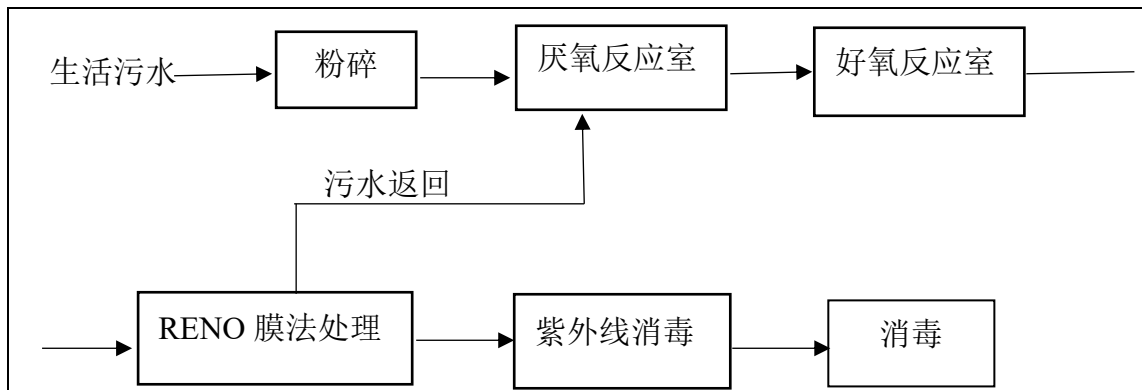 生活污水
粉碎
厌氧反应室
好氧反应室
污水返回
RENO 膜法处理
紫外线消毒
消毒